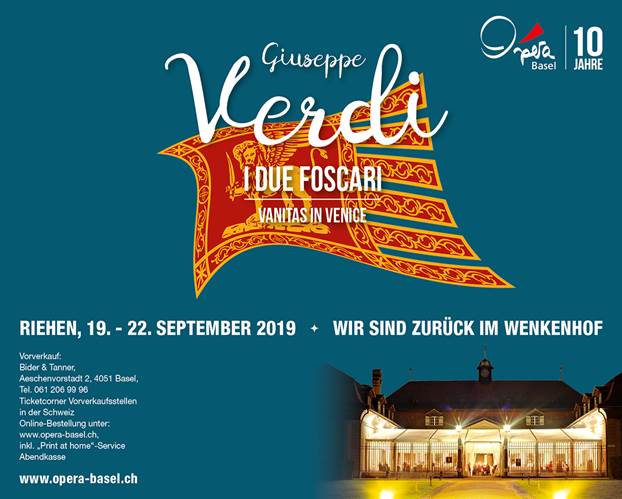 Giuseppe
Verdi
I DUE FOSCARI
VANITAS IN VENICE
Opera
Basel
10
JAHRE
RIEHEN, 19. - 22. SEPTEMBER 2019 + WIR SIND ZURÜCK IM WENKENHOF
Vorverkauf:
Bider & Tanner,
Aeschenvorstadt 2, 4051 Basel,
Tel. 061 206 99 96
Ticketcorner Vorverkaufsstellen
in der Schweiz
Online-Bestellung unter:
www.opera-basel.ch,
inkl. „Print at home"-Service
Abendkasse
www.opera-basel.ch